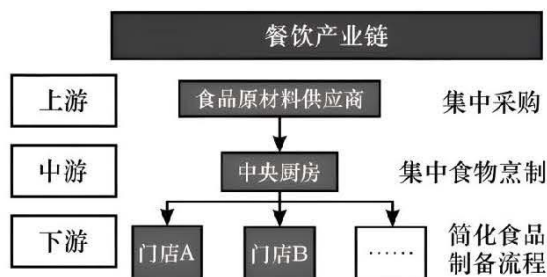 餐饮产业链
上游
食品原材料供应商
集中采购
中游
中央厨房
集中食物烹制
下游
门店A
门店B
……
简化食品
制备流程